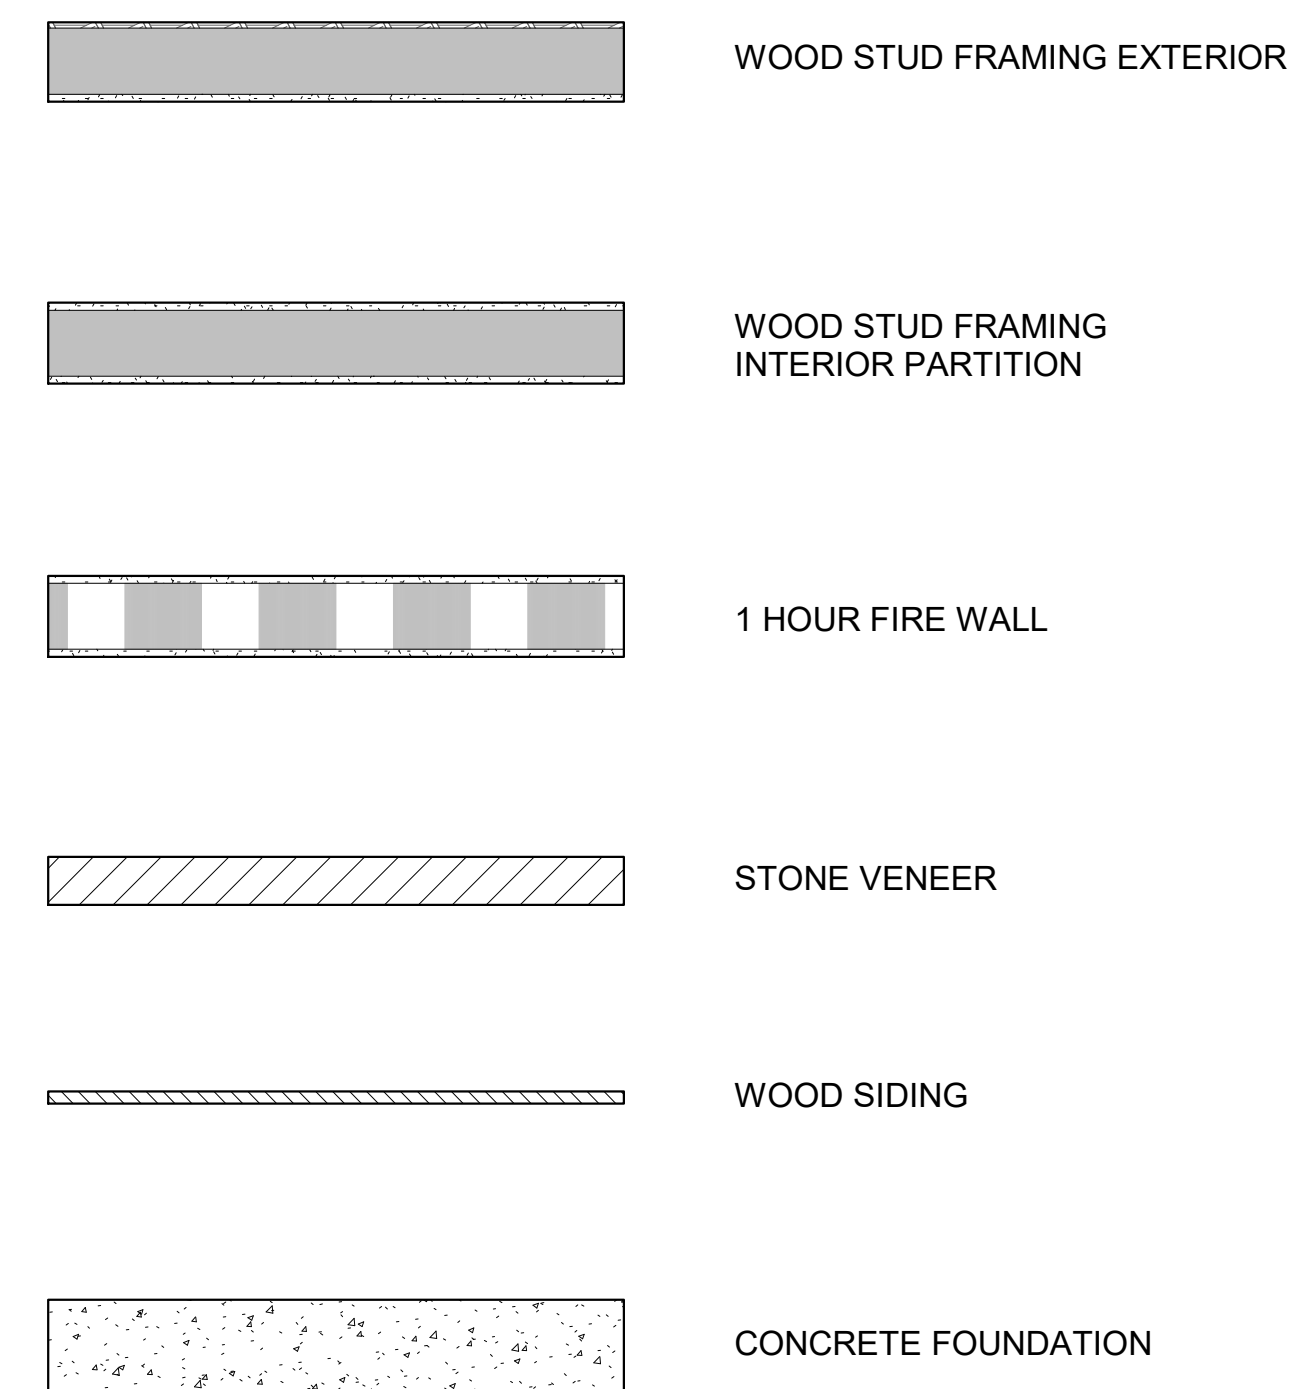 WOOD STUD FRAMING EXTERIOR
WOOD STUD FRAMING
INTERIOR PARTITION
1 HOUR FIRE WALL
STONE VENEER
WOOD SIDING
CONCRETE FOUNDATION